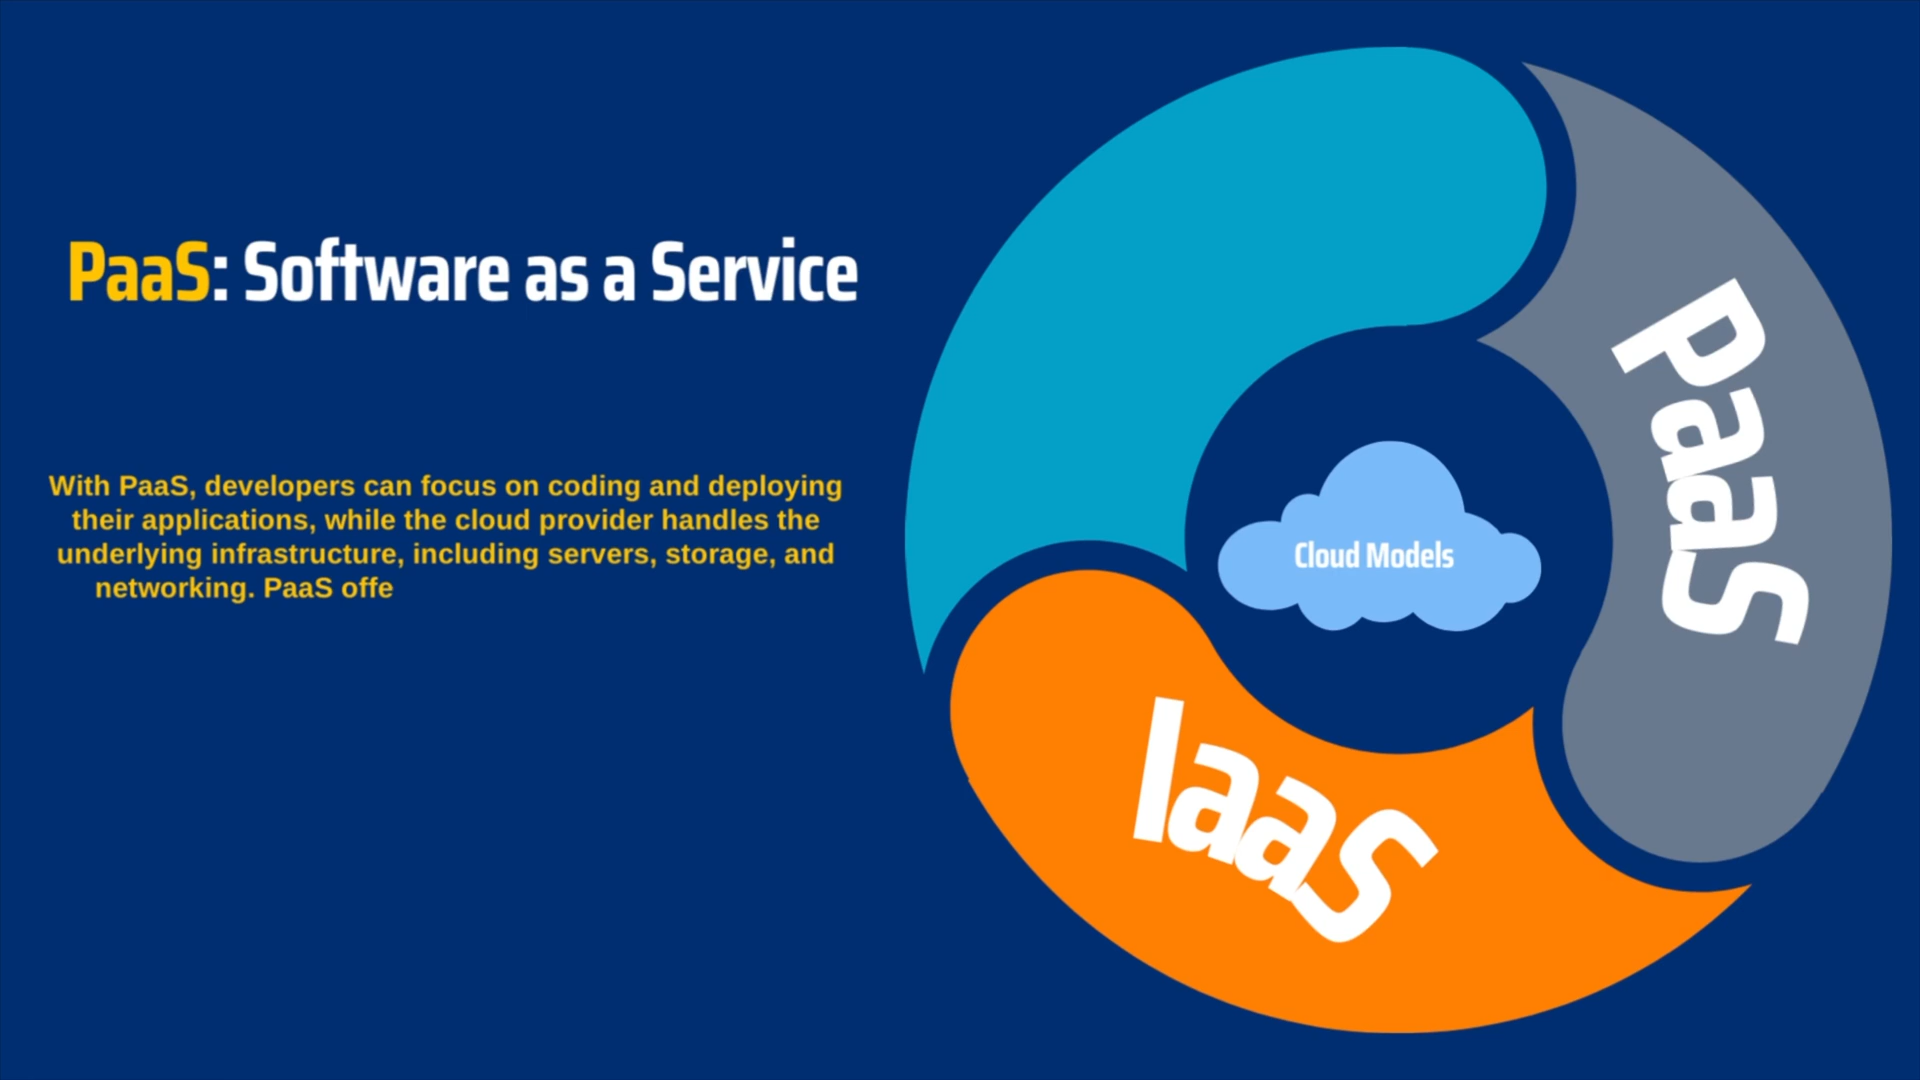 PaaS: Software as a Service
With PaaS, developers can focus on coding and deploying
their applications, while the cloud provider handles the
underlying infrastructure, including servers, storage, and
networking. PaaS offe
PaaS
Cloud Models
IaaS